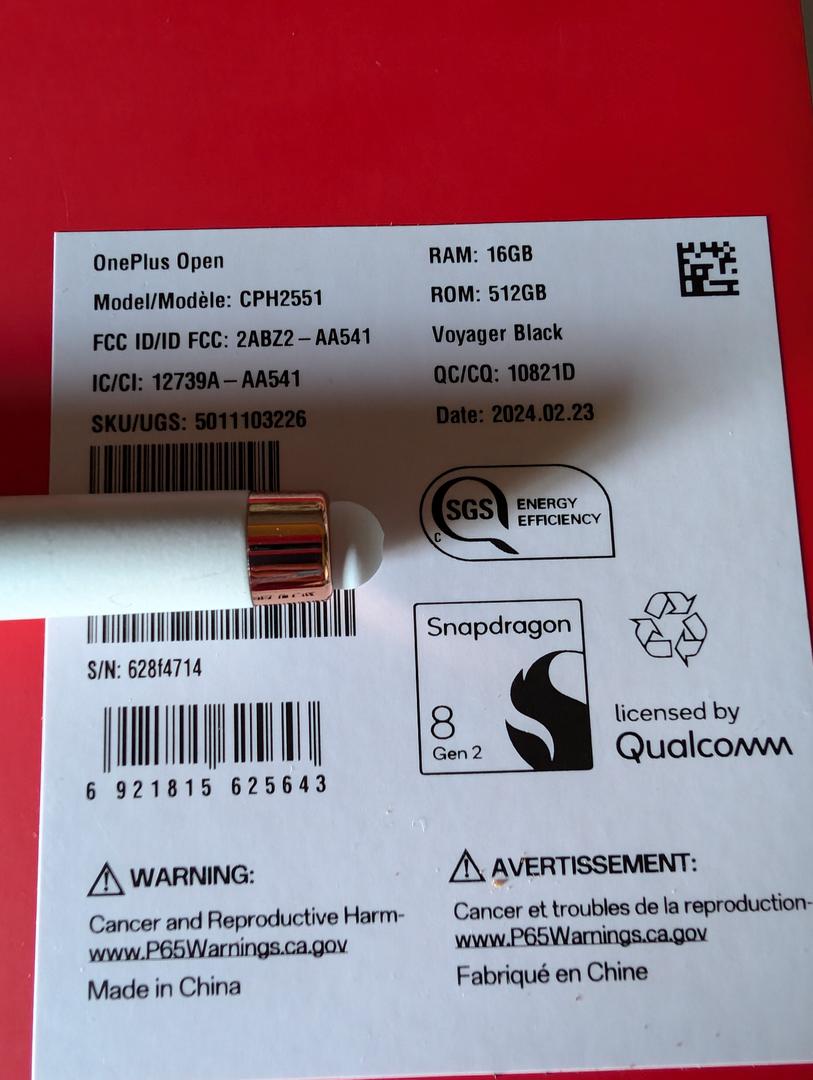 OnePlus Open
Model/Modèle: CPH2551
FCC ID/ID FCC: 2ABZ2-AA541
IC/CI: 12739A-AA541
SKU/UGS: 5011103226
RAM: 16GB
ROM: 512GB
Voyager Black
QC/CQ: 10821D
Date: 2024.02.23
SGS
C
ENERGY
EFFICIENCY
S/N: 628f4714
6 921815 625643
Snapdragon
8
Gen 2
licensed by
Qualcomm
WARNING:
Cancer and Reproductive Harm-
www.P65Warnings.ca.gov
Made in China
AVERTISSEMENT:
Cancer et troubles de la reproduction-
www.P65Warnings.ca.gov
Fabriqué en Chine